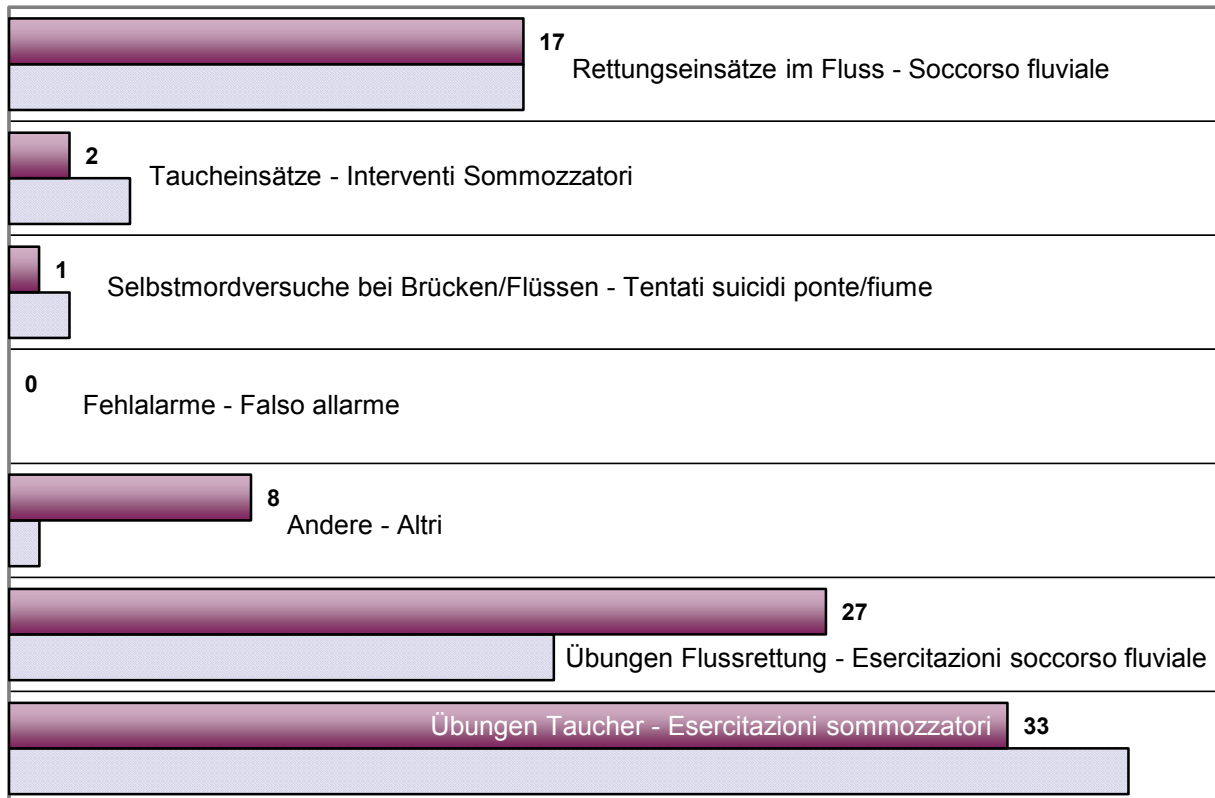 17
Rettungseinsätze im Fluss - Soccorso fluviale
2
Taucheinsätze - Interventi Sommozzatori
1
Selbstmordversuche bei Brücken/Flüssen - Tentati suicidi ponte/fiume
0
Fehlalarme - Falso allarme
8
Andere - Altri
27
Übungen Flussrettung - Esercitazioni soccorso fluviale
Übungen Taucher - Esercitazioni sommozzatori 33